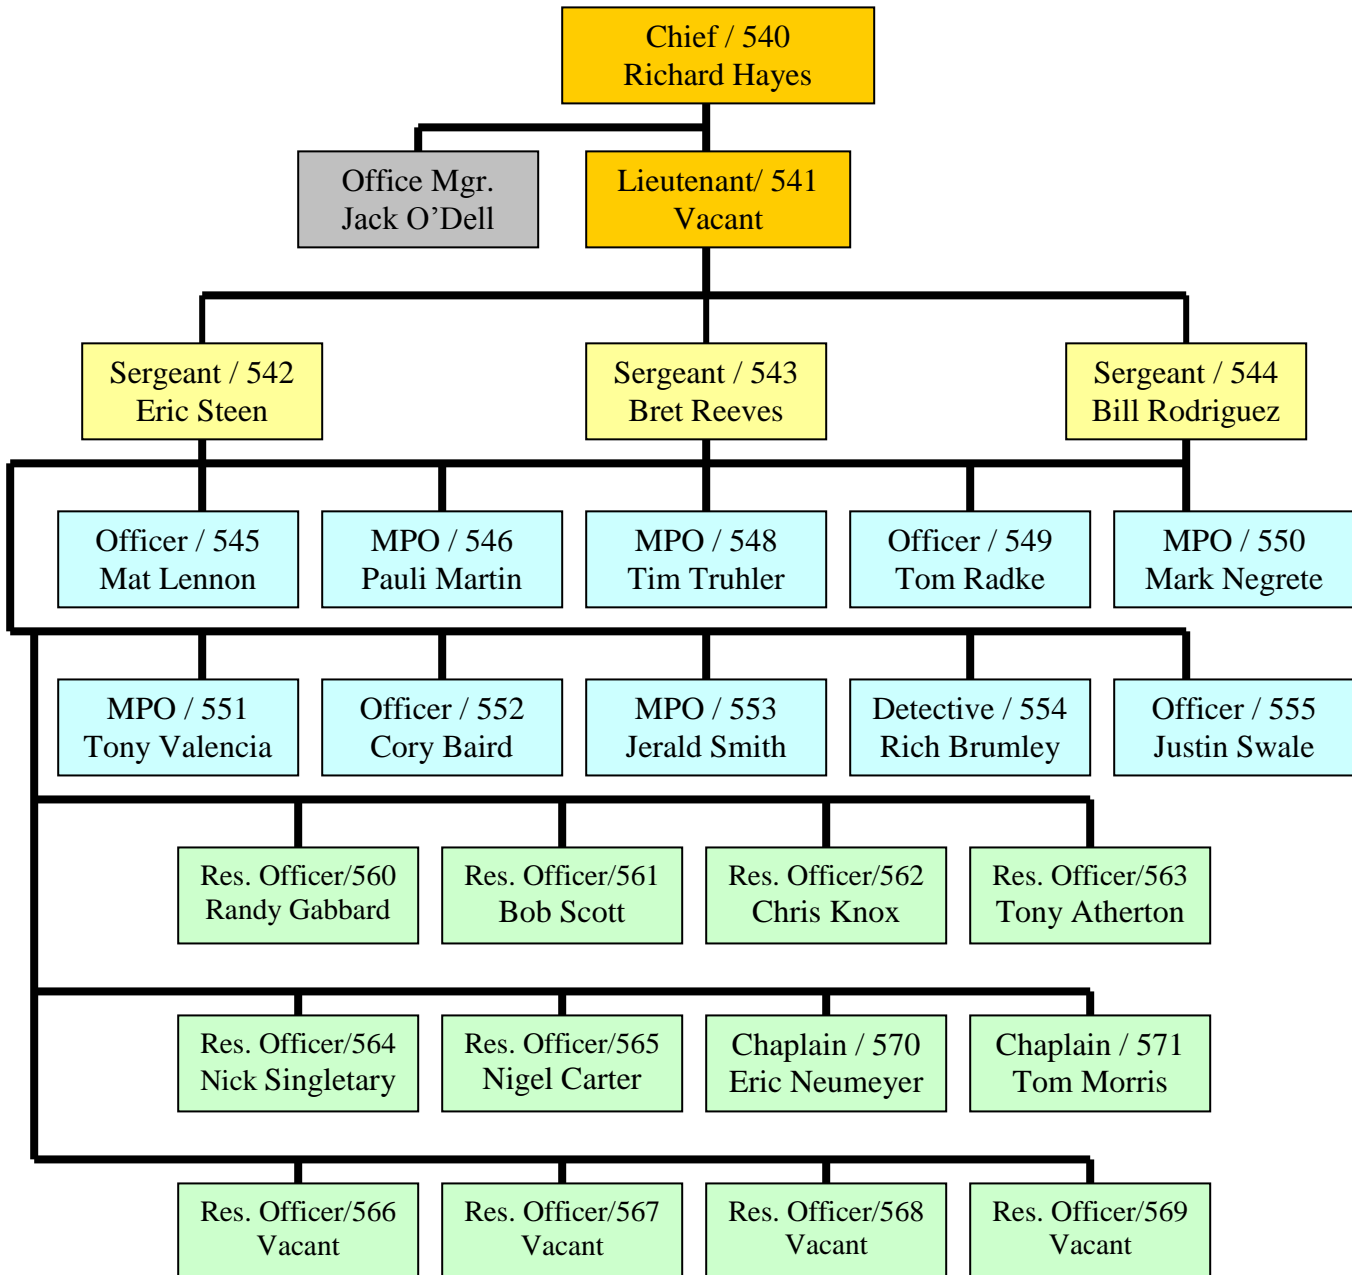 Chief / 540
Richard Hayes
Office Mgr.
Jack O’Dell
Lieutenant/ 541
Vacant
Sergeant / 542
Eric Steen
Sergeant / 543
Bret Reeves
Sergeant / 544
Bill Rodriguez
Officer / 545
Mat Lennon
MPO / 546
Pauli Martin
MPO / 548
Tim Truhler
Officer / 549
Tom Radke
MPO / 550
Mark Negrete
MPO / 551
Tony Valencia
Officer / 552
Cory Baird
MPO / 553
Jerald Smith
Detective / 554
Rich Brumley
Officer / 555
Justin Swale
Res. Officer/560
Randy Gabbard
Res. Officer/561
Bob Scott
Res. Officer/562
Chris Knox
Res. Officer/563
Tony Atherton
Res. Officer/564
Nick Singletary
Res. Officer/565
Nigel Carter
Chaplain / 570
Eric Neumeyer
Chaplain / 571
Tom Morris
Res. Officer/566
Vacant
Res. Officer/567
Vacant
Res. Officer/568
Vacant
Res. Officer/569
Vacant